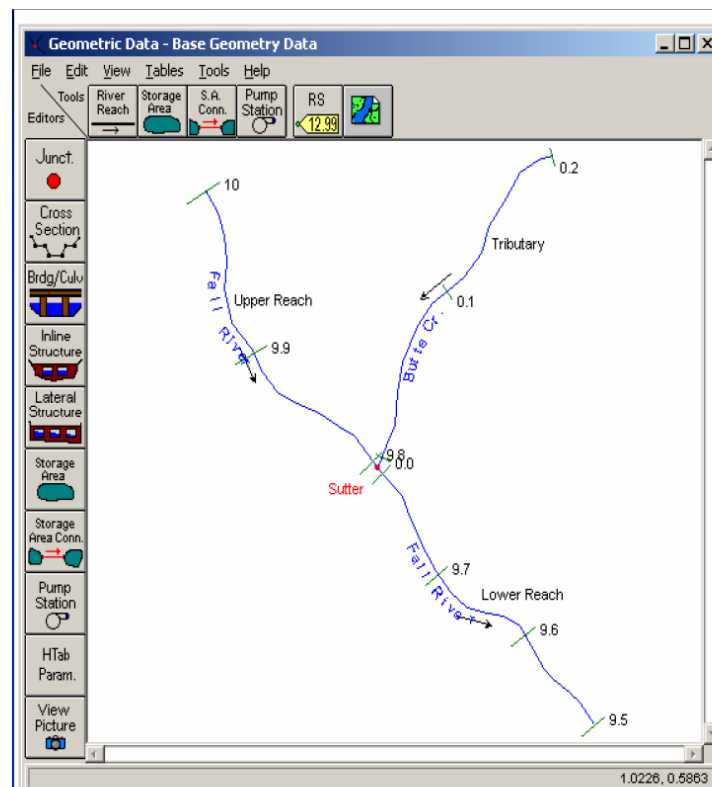 Geometric Data - Base Geometry Data
File Edit View Tables Tools Help
Tools
Editors
River
Reach
Storage
Area
S.A.
Conn.
Pump
Station
RS
12.99
Junct.
Cross
Section
Brdg/Culv
Inline
Structure
Lateral
Structure
Storage
Area
Storage
Area Conn.
Pump
Station
HTab
Param.
View
Picture
10
0.2
Tributary
Fall River
Upper Reach
0.1
Butte Cr.
9.9
9.8
0.0
Sutter
Fall River
9.7
Lower Reach
9.6
9.5
1.0226, 0.5863